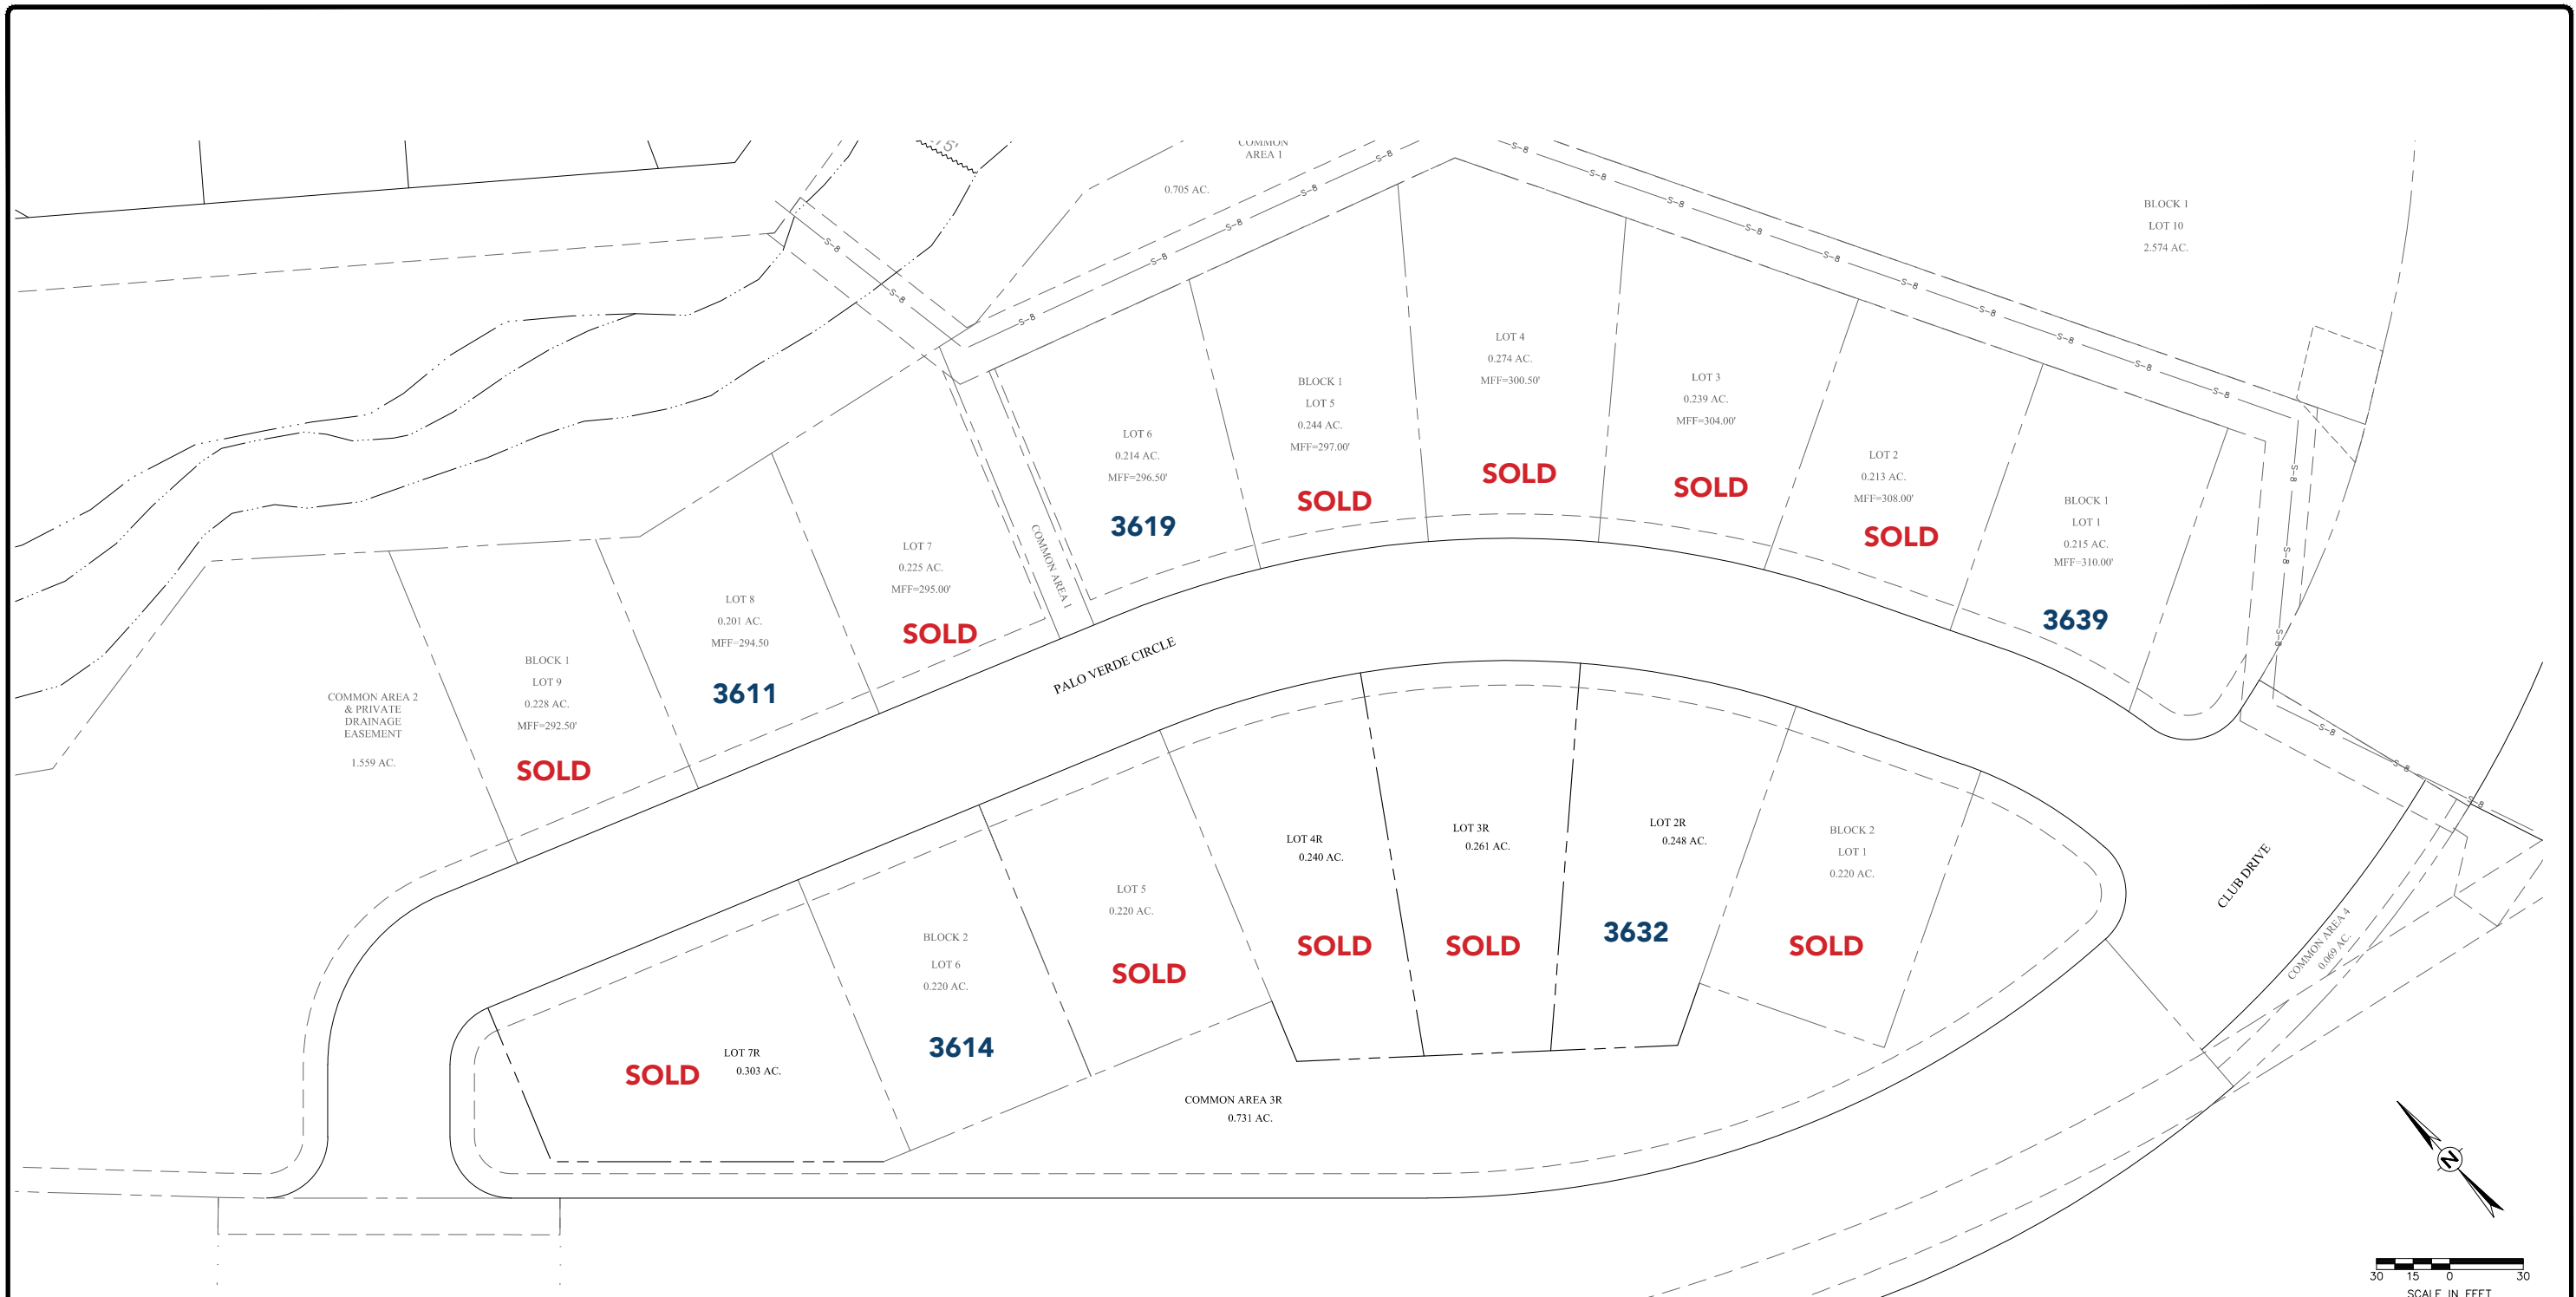 75'
COMMON
AREA 1
0.705 AC.
S-8
BLOCK 1
LOT 10
2.574 AC.
LOT 4
0.274 AC.
MFF=300.50'
SOLD
LOT 3
0.239 AC.
MFF=304.00'
SOLD
BLOCK 1
LOT 5
0.244 AC.
MFF=297.00'
SOLD
LOT 6
0.214 AC.
MFF=296.50'
3619
LOT 2
0.213 AC.
MFF=308.00'
SOLD
BLOCK 1
LOT 1
0.215 AC.
MFF=310.00'
3639
LOT 7
0.225 AC.
MFF=295.00'
SOLD
COMMON AREA 1
LOT 8
0.201 AC.
MFF=294.50
3611
BLOCK 1
LOT 9
0.228 AC.
MFF=292.50'
SOLD
COMMON AREA 2
& PRIVATE
DRAINAGE
EASEMENT
1.559 AC.
PALO VERDE CIRCLE
LOT 4R
0.240 AC.
SOLD
LOT 3R
0.261 AC.
SOLD
LOT 2R
0.248 AC.
3632
BLOCK 2
LOT 1
0.220 AC.
SOLD
LOT 5
0.220 AC.
SOLD
BLOCK 2
LOT 6
0.220 AC.
3614
LOT 7R
0.303 AC.
SOLD
COMMON AREA 3R
0.731 AC.
CLUB DRIVE
COMMON AREA 4
0.069 AC.
N
30 15 0 30
SCALE IN FEET